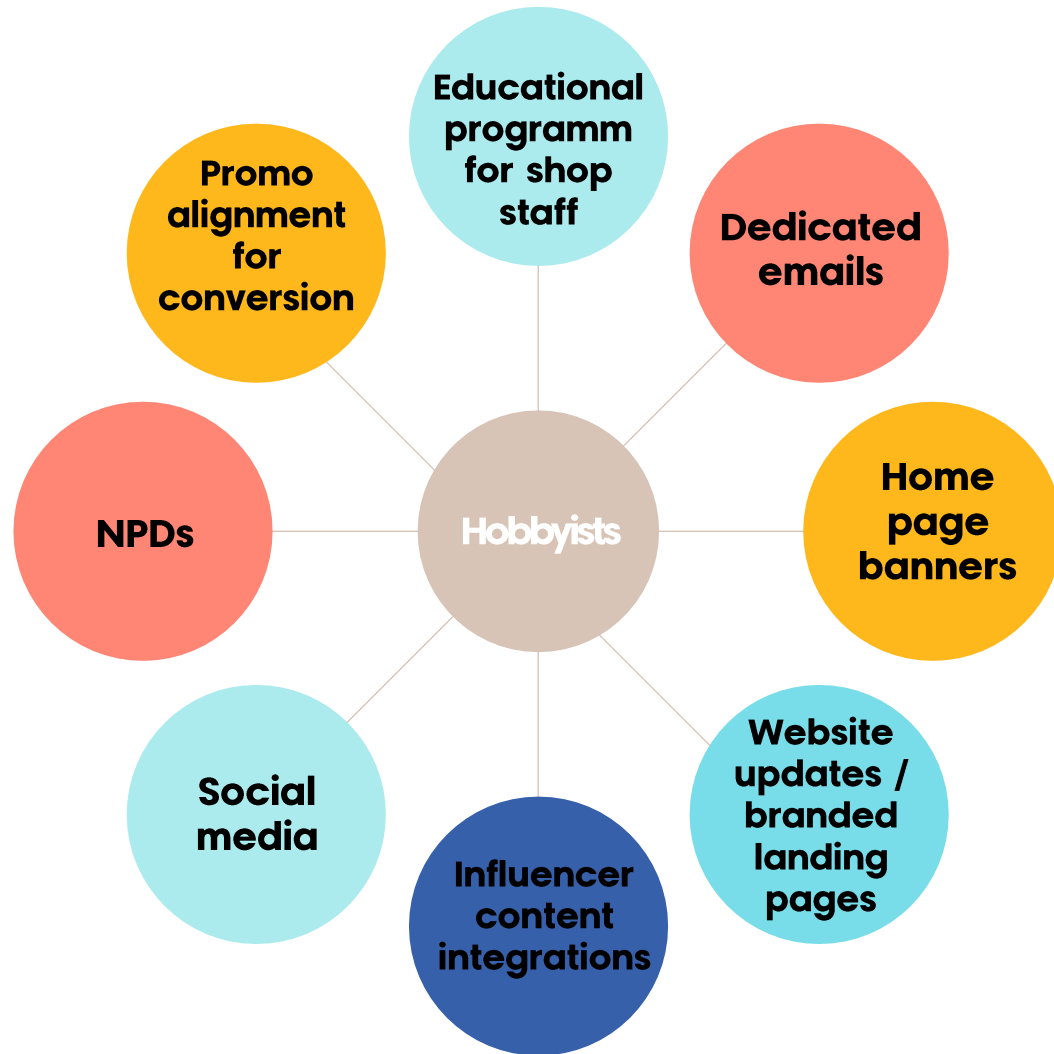 Educational
programm
for shop
staff
Promo
alignment
for
conversion
Dedicated
emails
NPDs
Hobbyists
Home
page
banners
Social
media
Influencer
content
integrations
Website
updates /
branded
landing
pages